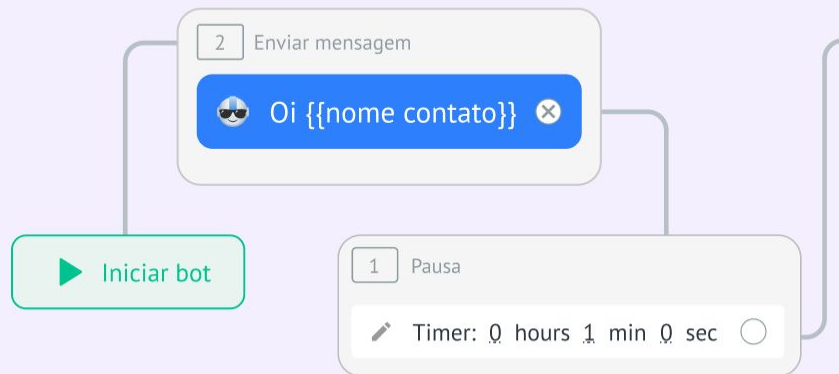 2 Enviar mensagem
Oi {{nome contato}}
Iniciar bot
1 Pausa
Timer: 0 hours 1 min 0 sec